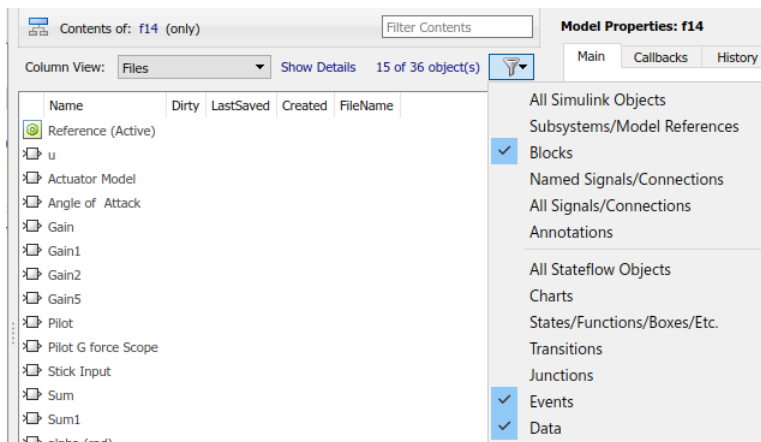 Contents of: f14 (only)
Filter Contents
Column View: Files Show Details 15 of 36 object(s)
Name Dirty LastSaved Created FileName
Reference (Active)
u
Actuator Model
Angle of Attack
Gain
Gain1
Gain2
Gain5
Pilot
Pilot G force Scope
Stick Input
Sum
Sum1
Model Properties: f14
Main Callbacks History
All Simulink Objects
Subsystems/Model References
Blocks
Named Signals/Connections
All Signals/Connections
Annotations
All Stateflow Objects
Charts
States/Functions/Boxes/Etc.
Transitions
Junctions
Events
Data